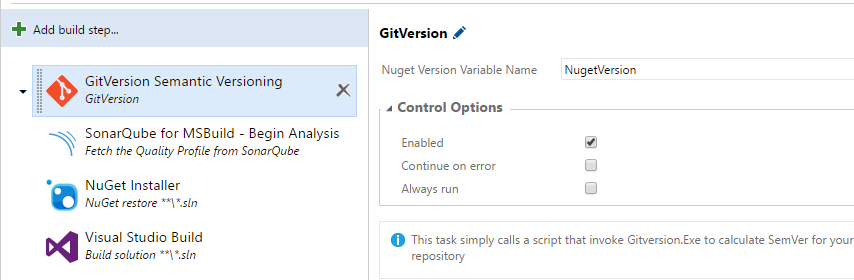 Add build step...
GitVersion Semantic Versioning
GitVersion
SonarQube for MSBuild - Begin Analysis
Fetch the Quality Profile from SonarQube
NuGet Installer
NuGet restore **\*.sln
Visual Studio Build
Build solution **\*.sln
GitVersion
Nuget Version Variable Name NugetVersion
Control Options
Enabled
Continue on error
Always run
This task simply calls a script that invoke Gitversion.Exe to calculate SemVer for your
repository